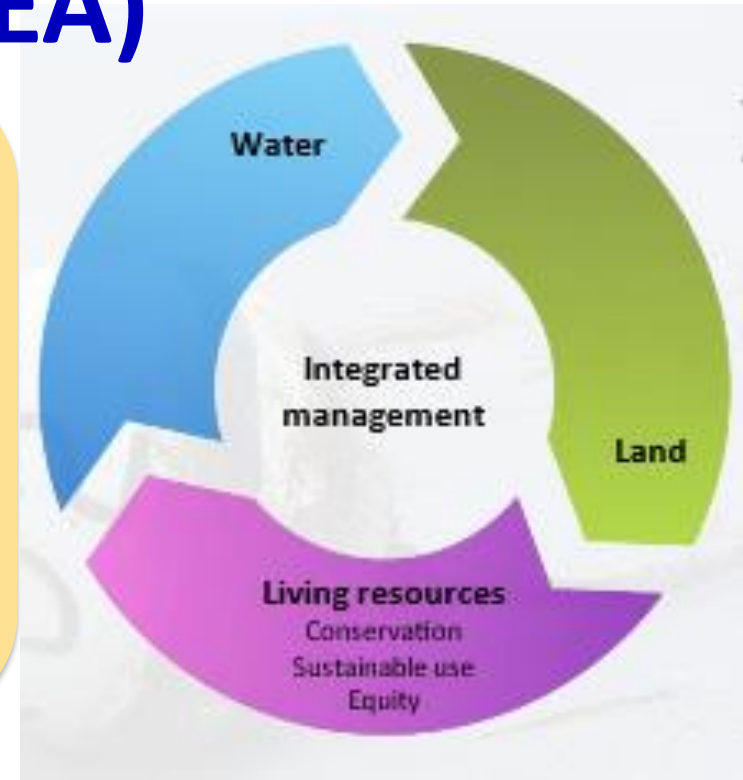 EA)
Water
Integrated
management
Land
Living resources
Conservation
Sustainable use
Equity